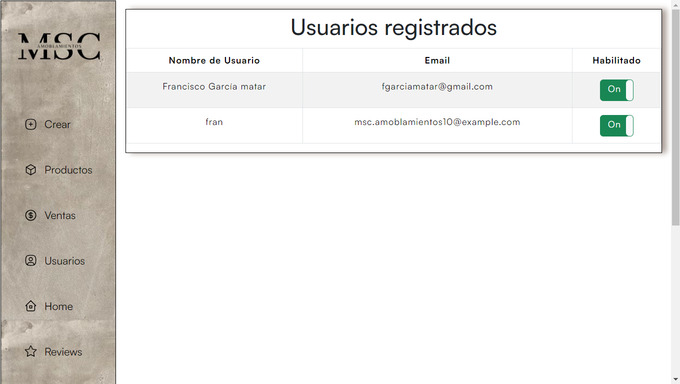 MSC
AMOBLAMIENTOS
Crear
Productos
Ventas
Usuarios
Home
Reviews
Usuarios registrados
Nombre de Usuario Email Habilitado
Francisco García matar fgarciamatar@gmail.com On
fran msc.amoblamientos10@example.com On